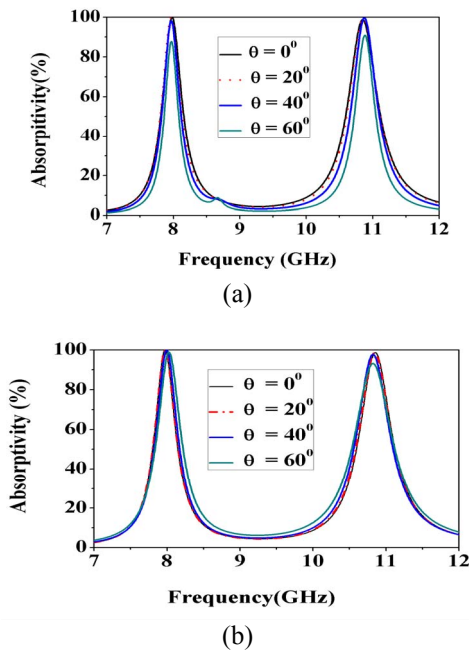 100
80
60
40
20
0
Absorpitivity(%)
θ = 0⁰
θ = 20⁰
θ = 40⁰
θ = 60⁰
7 8 9 10 11 12
Frequency (GHz)
(a)
100
80
60
40
20
0
Absorptivity (%)
θ = 0⁰
θ = 20⁰
θ = 40⁰
θ = 60⁰
7 8 9 10 11 12
Frequency(GHz)
(b)